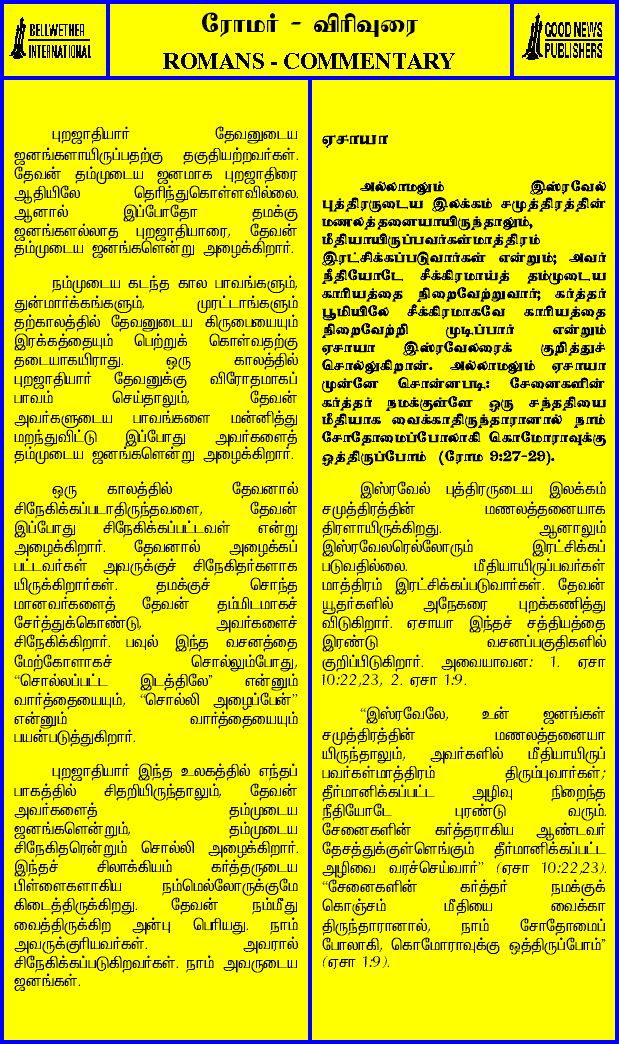 BELLWETHER
INTERNATIONAL
ரோமர் - விரிவுரை
ROMANS - COMMENTARY
GOOD NEWS
PUBLISHERS
புறஜாதியார் தேவனுடைய
ஜனங்களாயிருப்பதற்கு தகுதியற்றவர்கள்.
தேவன் தம்முடைய ஜனமாக புறஜாதிரை
ஆதியிலே தெரிந்துகொள்ளவில்லை.
ஆனால் இப்போதோ தமக்கு
ஜனங்களல்லாத புறஜாதியாரை, தேவன்
தம்முடைய ஜனங்களென்று அழைக்கிறார்.
நம்முடைய கடந்த கால பாவங்களும்,
துன்மார்க்கங்களும், முரட்டாங்களும்
தற்காலத்தில் தேவனுடைய கிருபையையும்
இரக்கத்தையும் பெற்றுக் கொள்வதற்கு
தடையாகயிராது. ஒரு காலத்தில்
புறஜாதியார் தேவனுக்கு விரோதமாகப்
பாவம் செய்தாலும், தேவன்
அவர்களுடைய பாவங்களை மன்னித்து
மறந்துவிட்டு இப்போது அவர்களைத்
தம்முடைய ஜனங்களென்று அழைக்கிறார்.
ஒரு காலத்தில் தேவனால்
சிநேகிக்கப்படாதிருந்தவளை, தேவன்
இப்போது சிநேகிக்கப்பட்டவள் என்று
அழைக்கிறார். தேவனால் அழைக்கப்
பட்டவர்கள் அவருக்குச் சிநேகிதர்களாக
யிருக்கிறார்கள். தமக்குச் சொந்த
மானவர்களைத் தேவன் தம்மிடமாகச்
சேர்த்துக்கொண்டு, அவர்களைச்
சிநேகிக்கிறார். பவுல் இந்த வசனத்தை
மேற்கோளாகச் சொல்லும்போது,
“சொல்லப்பட்ட இடத்திலே” என்னும்
வார்த்தையையும், “சொல்லி அழைப்பேன்”
என்னும் வார்த்தையையும்
பயன்படுத்துகிறார்.
புறஜாதியார் இந்த உலகத்தில் எந்தப்
பாகத்தில் சிதறியிருந்தாலும், தேவன்
அவர்களைத் தம்முடைய
ஜனங்களென்றும், தம்முடைய
சிநேகிதரென்றும் சொல்லி அழைக்கிறார்.
இந்தச் சிலாக்கியம் கர்த்தருடைய
பிள்ளைகளாகிய நம்மெல்லோருக்குமே
கிடைத்திருக்கிறது. தேவன் நம்மீது
வைத்திருக்கிற அன்பு பெரியது. நாம்
அவருக்குரியவர்கள். அவரால்
சிநேகிக்கப்படுகிறவர்கள். நாம் அவருடைய
ஜனங்கள்.
ஏசாயா
அல்லாமலும் இஸ்ரவேல்
புத்திரருடைய இலக்கம் சமுத்திரத்தின்
மணலத்தனையாயிருந்தாலும்,
மீதியாயிருப்பவர்கள்மாத்திரம்
இரட்சிக்கப்படுவார்கள் என்றும்; அவர்
நீதியோடே சீக்கிரமாய்த் தம்முடைய
காரியத்தை நிறைவேற்றுவார்; கர்த்தர்
பூமியிலே சீக்கிரமாகவே காரியத்தை
நிறைவேற்றி முடிப்பார் என்றும்
ஏசாயா இஸ்ரவேலரைக் குறித்துச்
சொல்லுகிறான். அல்லாமலும் ஏசாயா
முன்னே சொன்னபடி: சேனைகளின்
கர்த்தர் நமக்குள்ளே ஒரு சந்ததியை
மீதியாக வைக்காதிருந்தாரானால் நாம்
சோதோமைப்போலாகி கொமோராவுக்கு
ஒத்திருப்போம் (ரோம 9:27-29).
இஸ்ரவேல் புத்திரருடைய இலக்கம்
சமுத்திரத்தின் மணலத்தனையாக
திரளாயிருக்கிறது. ஆனாலும்
இஸ்ரவேலரெல்லோரும் இரட்சிக்கப்
படுவதில்லை. மீதியாயிருப்பவர்கள்
மாத்திரம் இரட்சிக்கப்படுவார்கள். தேவன்
யூதர்களில் அநேகரை புறக்கணித்து
விடுகிறார். ஏசாயா இந்தச் சத்தியத்தை
இரண்டு வசனப்பகுதிகளில்
குறிப்பிடுகிறார். அவையாவன: 1. ஏசா
10:22,23, 2. ஏசா 1:9.
“இஸ்ரவேலே, உன் ஜனங்கள்
சமுத்திரத்தின் மணலத்தனையா
யிருந்தாலும், அவர்களில் மீதியாயிருப்
பவர்கள்மாத்திரம் திரும்புவார்கள்;
தீர்மானிக்கப்பட்ட அழிவு நிறைந்த
நீதியோடே புரண்டு வரும்.
சேனைகளின் கர்த்தராகிய ஆண்டவர்
தேசத்துக்குள்ளெங்கும் தீர்மானிக்கப்பட்ட
அழிவை வரச்செய்வார்” (ஏசா 10:22,23).
“சேனைகளின் கர்த்தர் நமக்குக்
கொஞ்சம் மீதியை வைக்கா
திருந்தாரானால், நாம் சோதோமைப்
போலாகி, கொமோராவுக்கு ஒத்திருப்போம்”
(ஏசா 1:9).